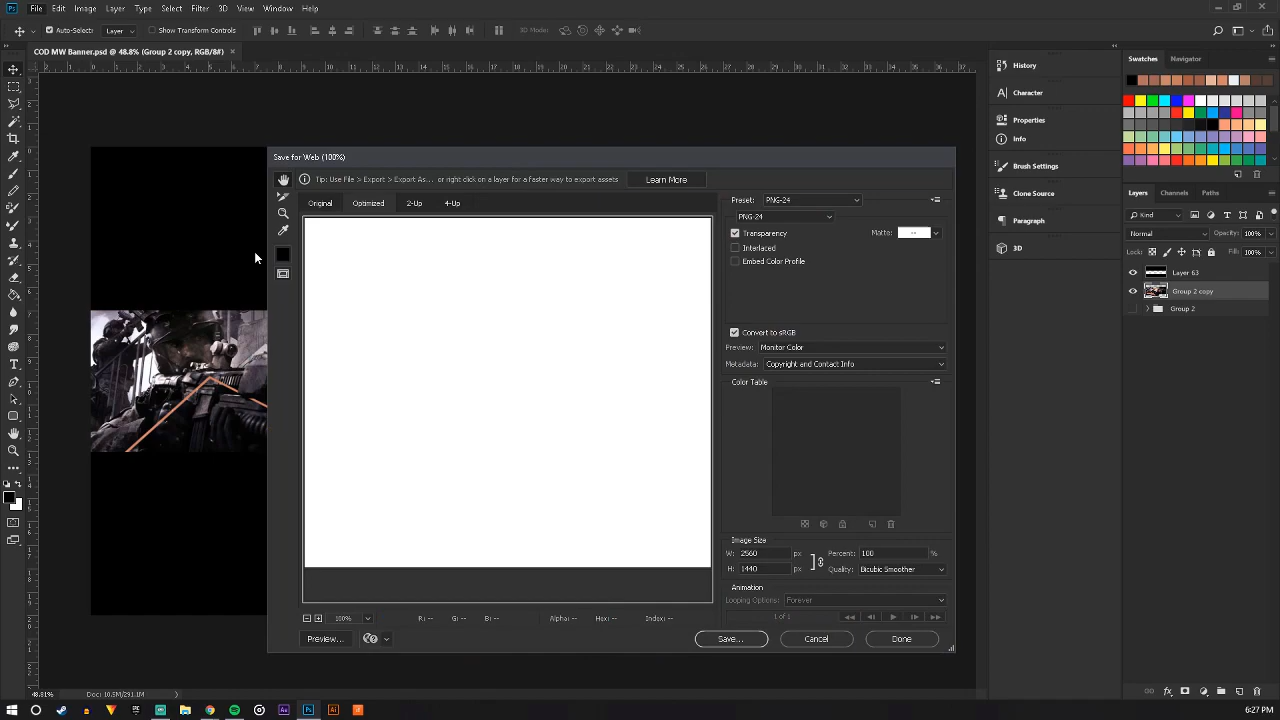 Ps File Edit Image Layer Type Select Filter 3D View Window Help
Auto-Select: Layer Show Transform Controls 3D Mode:
COD MW Banner.psd @ 48.8% (Group 2 copy, RGB/8#) ×
Save for Web (100%)
Tip: Use File > Export > Export As... or right click on a layer for a faster way to export assets Learn More
Original Optimized 2-Up 4-Up
Preset: PNG-24
PNG-24
Transparency Matte: --
Interlaced
Embed Color Profile
Convert to sRGB
Preview: Monitor Color
Metadata: Copyright and Contact Info
Color Table
Image Size
W: 2560 px Percent: 100 %
H: 1440 px Quality: Bicubic Smoother
Animation
Looping Options: Forever
1 of 1
100% R: -- G: -- B: -- Alpha: -- Hex: -- Index: --
Preview... Save... Cancel Done
History
Character
Properties
Info
Brush Settings
Clone Source
Paragraph
3D
Swatches Navigator
Layers Channels Paths
Kind
Normal Opacity: 100%
Lock: Fill: 100%
Layer 63
Group 2 copy
Group 2
48.81% Doc: 10.5M/291.1M
Ae Ps Ai
6:27 PM